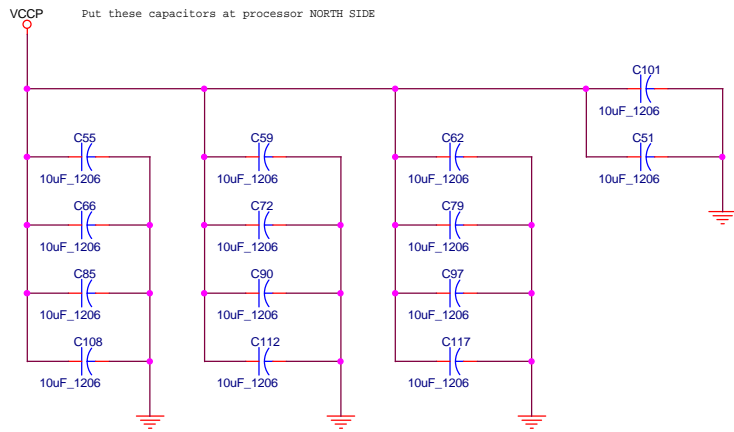 VCCP
Put these capacitors at processor NORTH SIDE
C101
10uF_1206
C51
10uF_1206
C55
10uF_1206
C59
10uF_1206
C62
10uF_1206
C66
10uF_1206
C72
10uF_1206
C79
10uF_1206
C85
10uF_1206
C90
10uF_1206
C97
10uF_1206
C108
10uF_1206
C112
10uF_1206
C117
10uF_1206